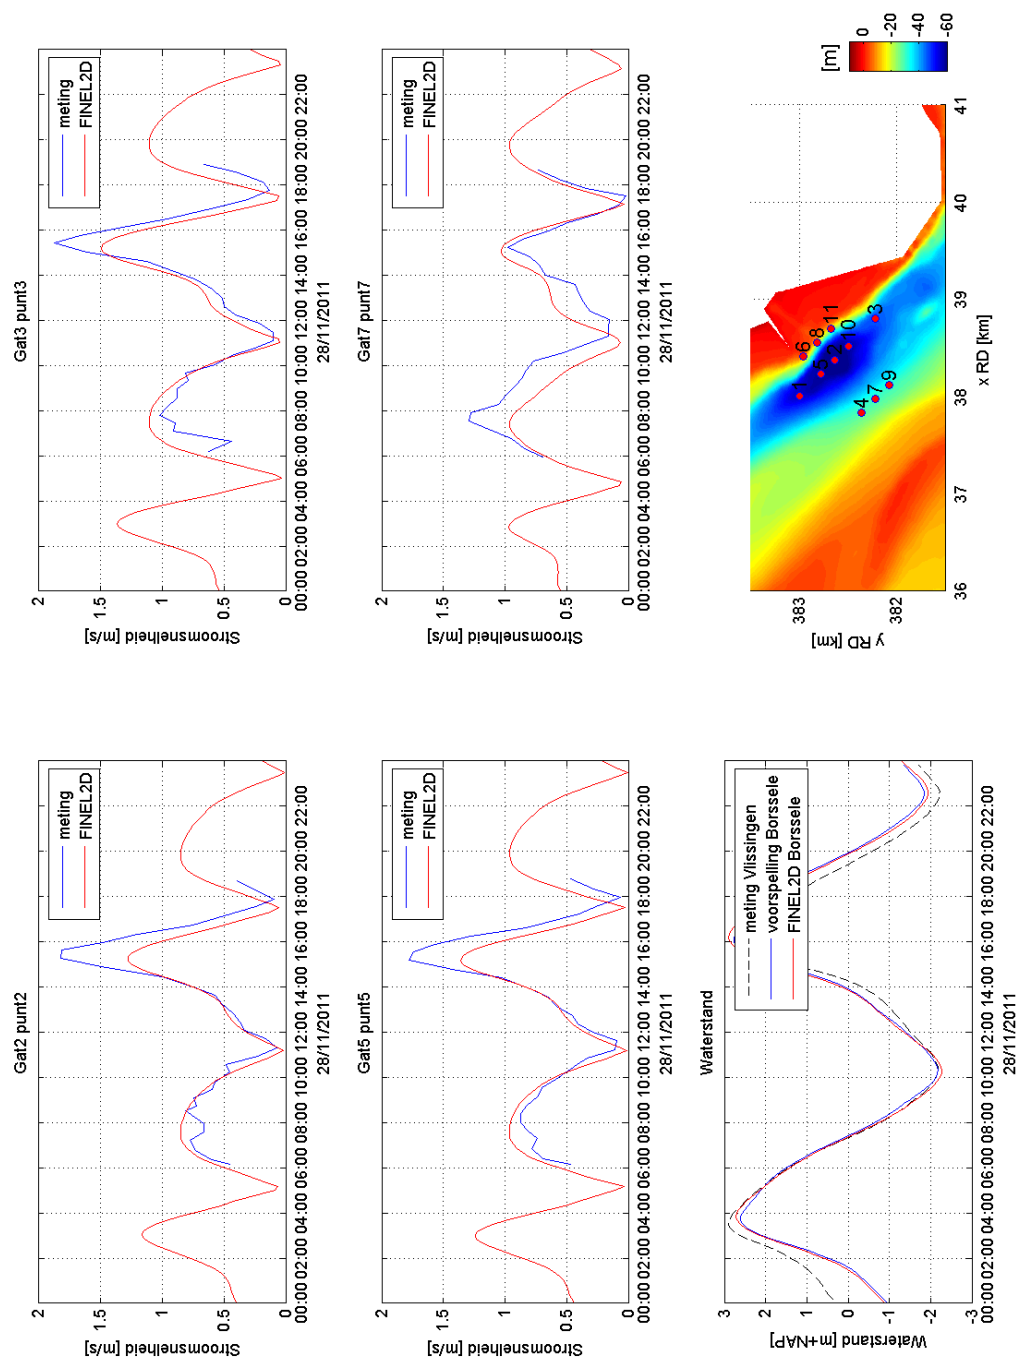 Gat2 punt2
meting
FINEL2D
2
1.5
1
0.5
0
Stroomsnelheid [m/s]
00:00 02:00 04:00 06:00 08:00 10:00 12:00 14:00 16:00 18:00 20:00 22:00
28/11/2011
Gat3 punt3
meting
FINEL2D
2
1.5
1
0.5
0
Stroomsnelheid [m/s]
00:00 02:00 04:00 06:00 08:00 10:00 12:00 14:00 16:00 18:00 20:00 22:00
28/11/2011
Gat5 punt5
meting
FINEL2D
2
1.5
1
0.5
0
Stroomsnelheid [m/s]
00:00 02:00 04:00 06:00 08:00 10:00 12:00 14:00 16:00 18:00 20:00 22:00
28/11/2011
Gat7 punt7
meting
FINEL2D
2
1.5
1
0.5
0
Stroomsnelheid [m/s]
00:00 02:00 04:00 06:00 08:00 10:00 12:00 14:00 16:00 18:00 20:00 22:00
28/11/2011
Waterstand
meting Vlissingen
voorspelling Borssele
FINEL2D Borssele
3
2
1
0
-1
-2
-3
Waterstand [m+NAP]
00:00 02:00 04:00 06:00 08:00 10:00 12:00 14:00 16:00 18:00 20:00 22:00
28/11/2011
383
382
y RD [km]
1
6
5
8
2
11
10
4
7
3
9
36 37 38 39 40 41
x RD [km]
[m]
0
-20
-40
-60